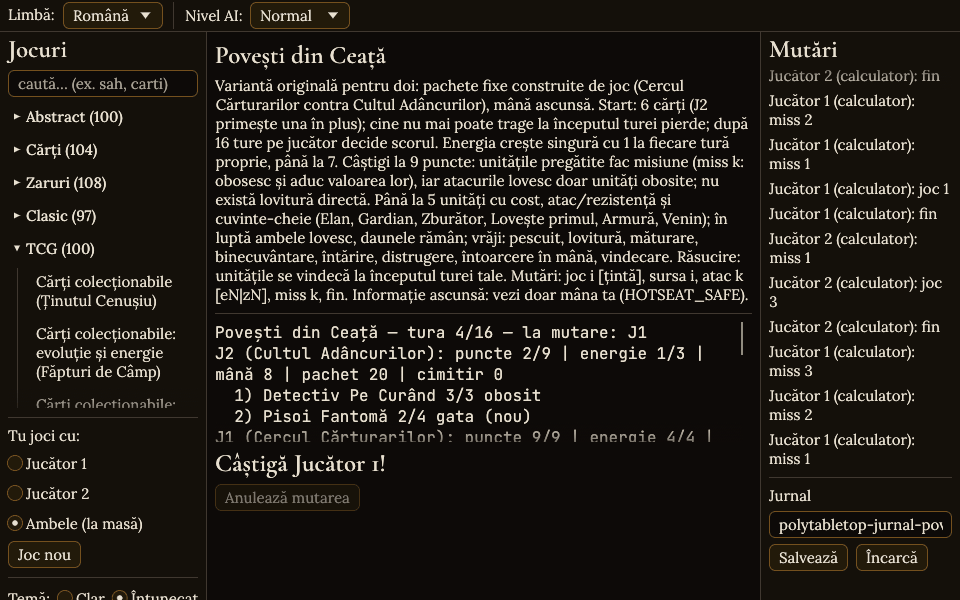 Limbă: Română Nivel AI: Normal
Jocuri
caută... (ex. sah, carti)
Abstract (100)
Cărți (104)
Zaruri (108)
Clasic (97)
TCG (100)
Cărți colecționabile
(Ținutul Cenușiu)
Cărți colecționabile:
evoluție și energie
(Făpturi de Câmp)
Cărți colecționabile:
Tu joci cu:
Jucător 1
Jucător 2
Ambele (la masă)
Joc nou
Temă: Clar Întunecat
Povești din Ceață
Variantă originală pentru doi: pachete fixe construite de joc (Cercul
Cărturarilor contra Cultul Adâncurilor), mână ascunsă. Start: 6 cărți (J2
primește una în plus); cine nu mai poate trage la începutul turei pierde; după
16 ture pe jucător decide scorul. Energia crește singură cu 1 la fiecare tură
proprie, până la 7. Câștigi la 9 puncte: unitățile pregătite fac misiune (miss k:
obosesc și aduc valoarea lor), iar atacurile lovesc doar unități obosite; nu
există lovitură directă. Până la 5 unități cu cost, atac/rezistență și
cuvinte-cheie (Elan, Gardian, Zburător, Lovește primul, Armură, Venin); în
luptă ambele lovesc, daunele rămân; vrăji: pescuit, lovitură, măturare,
binecuvântare, întărire, distrugere, întoarcere în mână, vindecare. Răsucire:
unitățile se vindecă la începutul turei tale. Mutări: joc i [țintă], sursa i, atac k
[eN|zN], miss k, fin. Informație ascunsă: vezi doar mâna ta (HOTSEAT_SAFE).
Povești din Ceață — tura 4/16 — la mutare: J1
J2 (Cultul Adâncurilor): puncte 2/9 | energie 1/3 |
mână 8 | pachet 20 | cimitir 0
1) Detectiv Pe Curând 3/3 obosit
2) Pisoi Fantomă 2/4 gata (nou)
J1 (Cercul Cărturarilor): puncte 9/9 | energie 4/4 |
Câștigă Jucător 1!
Anulează mutarea
Mutări
Jucător 2 (calculator): fin
Jucător 1 (calculator):
miss 2
Jucător 1 (calculator):
miss 1
Jucător 1 (calculator): joc 1
Jucător 1 (calculator): fin
Jucător 2 (calculator):
miss 1
Jucător 2 (calculator): joc
3
Jucător 2 (calculator): fin
Jucător 1 (calculator):
miss 3
Jucător 1 (calculator):
miss 2
Jucător 1 (calculator):
miss 1
Jurnal
polytabletop-jurnal-pov
Salvează Încarcă